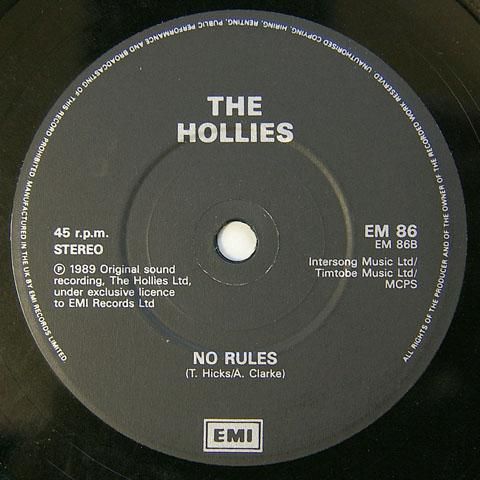 UNAUTHORISED COPYING, HIRING, RENTING, PUBLIC PERFORMANCE AND BROADCASTING OF THIS RECORD PROHIBITED. MANUFACTURED IN THE UK BY EMI RECORDS LIMITED
ALL RIGHTS OF THE PRODUCER AND OF THE OWNER OF THE RECORDED WORK RESERVED
THE
HOLLIES
45 r.p.m.
STEREO
℗ 1989 Original sound
recording, The Hollies Ltd,
under exclusive licence
to EMI Records Ltd
EM 86
EM 86B
Intersong Music Ltd/
Timtobe Music Ltd/
MCPS
NO RULES
(T. Hicks/A. Clarke)
EMI